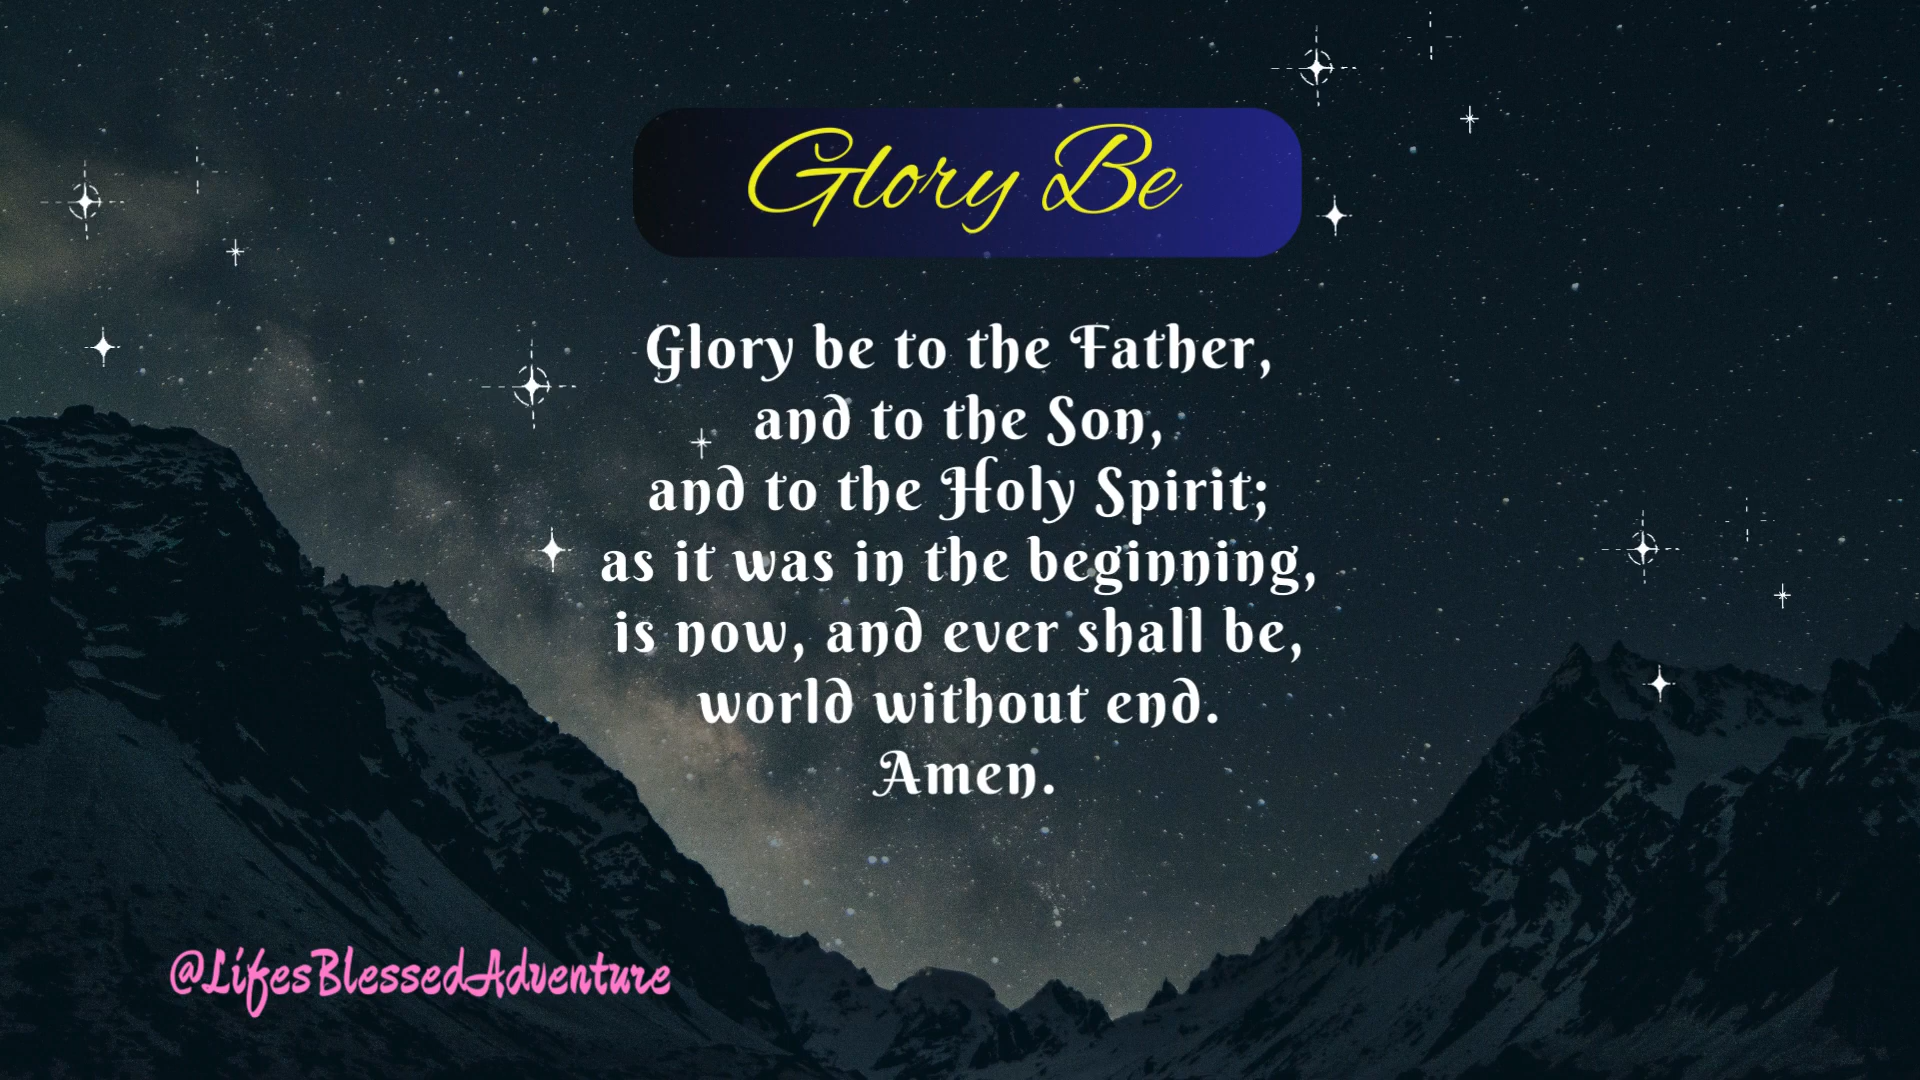 Glory Be
Glory be to the Father,
and to the Son,
and to the Holy Spirit;
as it was in the beginning,
is now, and ever shall be,
world without end.
Amen.
@LifesBlessedAdventure